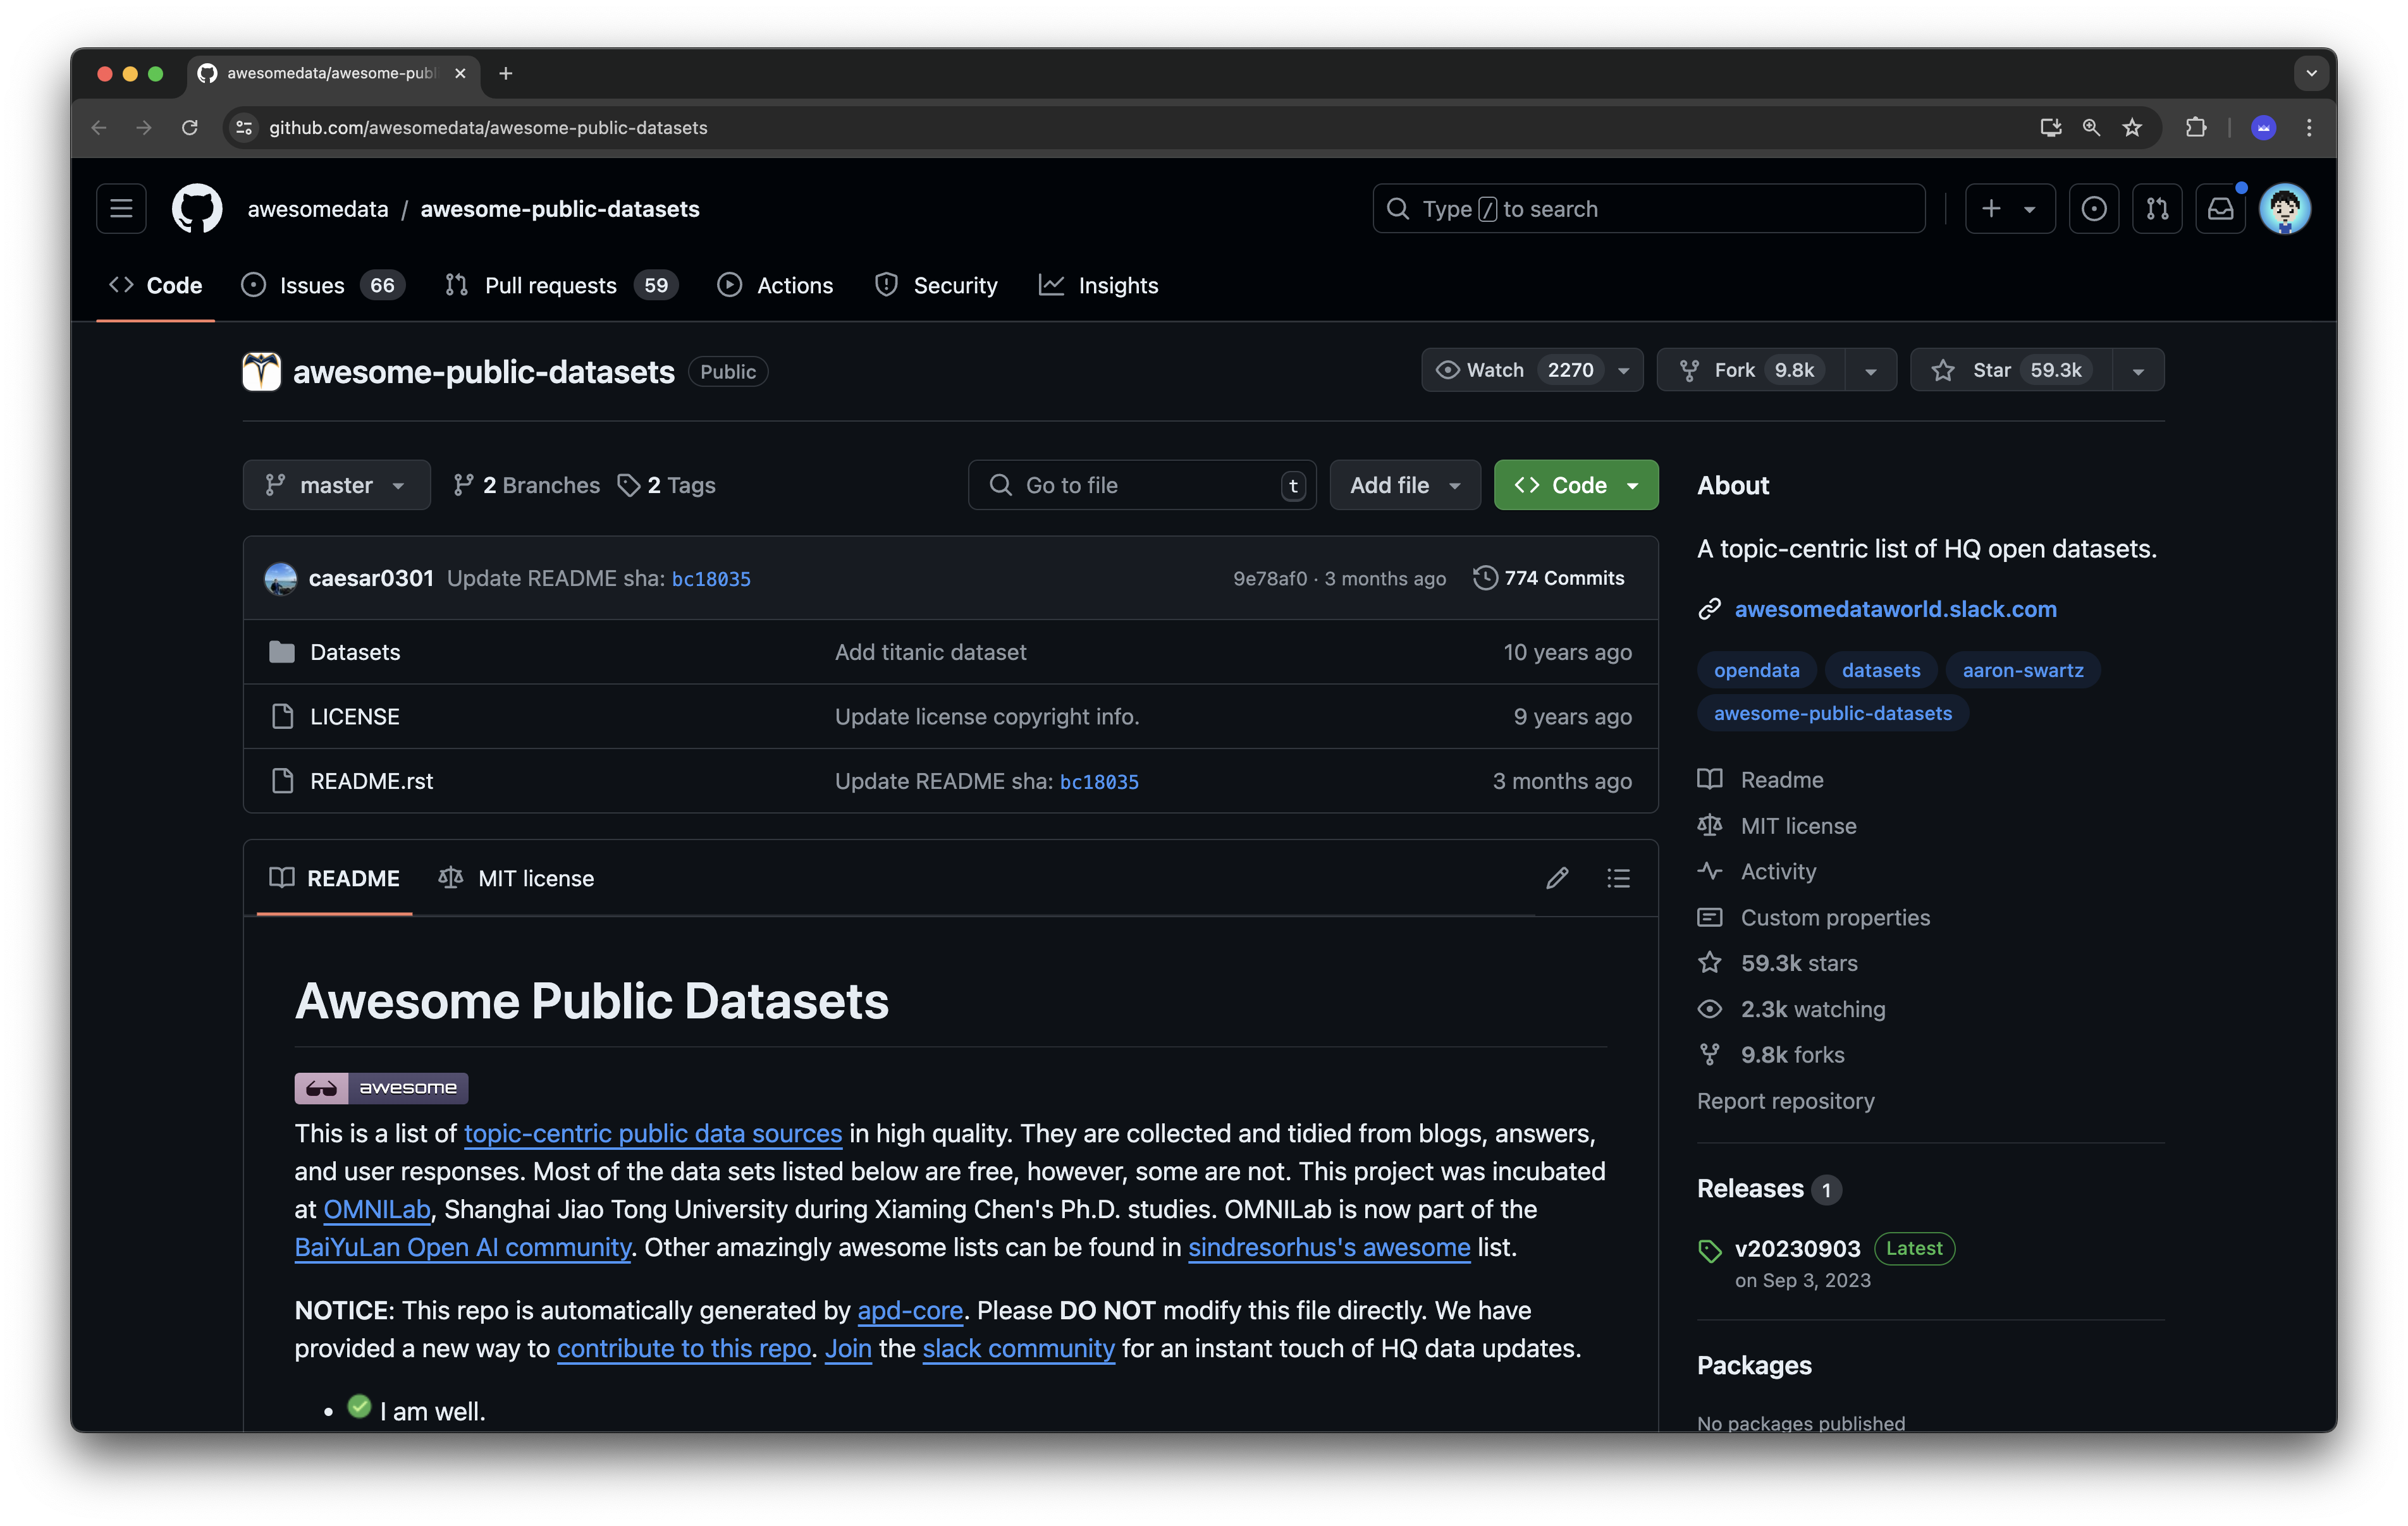 awesomedata/awesome-publ
github.com/awesomedata/awesome-public-datasets
awesomedata / awesome-public-datasets
Type / to search
Code
Issues 66
Pull requests 59
Actions
Security
Insights
awesome-public-datasets Public
Watch 2270
Fork 9.8k
Star 59.3k
master
2 Branches
2 Tags
Go to file t
Add file
Code
caesar0301 Update README sha: bc18035 9e78af0 · 3 months ago 774 Commits
Datasets Add titanic dataset 10 years ago
LICENSE Update license copyright info. 9 years ago
README.rst Update README sha: bc18035 3 months ago
README
MIT license
Awesome Public Datasets
awesome
This is a list of topic-centric public data sources in high quality. They are collected and tidied from blogs, answers,
and user responses. Most of the data sets listed below are free, however, some are not. This project was incubated
at OMNILab, Shanghai Jiao Tong University during Xiaming Chen's Ph.D. studies. OMNILab is now part of the
BaiYuLan Open AI community. Other amazingly awesome lists can be found in sindresorhus's awesome list.
NOTICE: This repo is automatically generated by apd-core. Please DO NOT modify this file directly. We have
provided a new way to contribute to this repo. Join the slack community for an instant touch of HQ data updates.
• I am well.
About
A topic-centric list of HQ open datasets.
awesomedataworld.slack.com
opendata datasets aaron-swartz
awesome-public-datasets
Readme
MIT license
Activity
Custom properties
59.3k stars
2.3k watching
9.8k forks
Report repository
Releases 1
v20230903 Latest
on Sep 3, 2023
Packages
No packages published